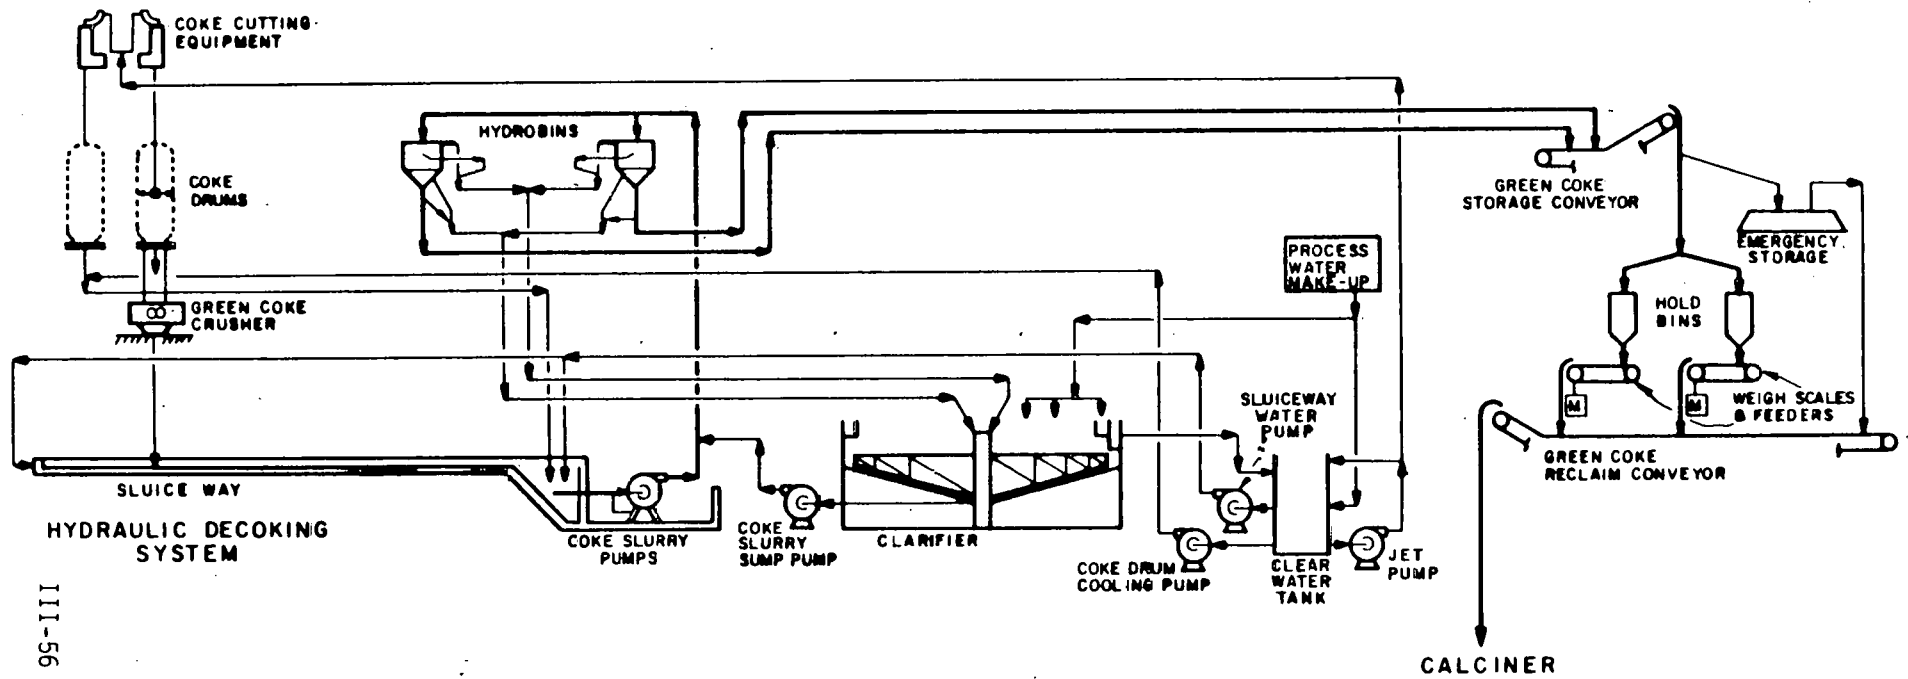 COKE CUTTING
EQUIPMENT
HYDROBINS
COKE
DRUMS
GREEN COKE
STORAGE CONVEYOR
EMERGENCY
STORAGE
PROCESS
WATER
MAKE-UP
GREEN COKE
CRUSHER
HOLD
BINS
SLUICEWAY
WATER
PUMP
M
M
WEIGH SCALES
& FEEDERS
GREEN COKE
RECLAIM CONVEYOR
SLUICE WAY
HYDRAULIC DECOKING
SYSTEM
COKE SLURRY
PUMPS
COKE
SLURRY
SUMP PUMP
CLARIFIER
COKE DRUM
COOLING PUMP
CLEAR
WATER
TANK
JET
PUMP
CALCINER
III-56